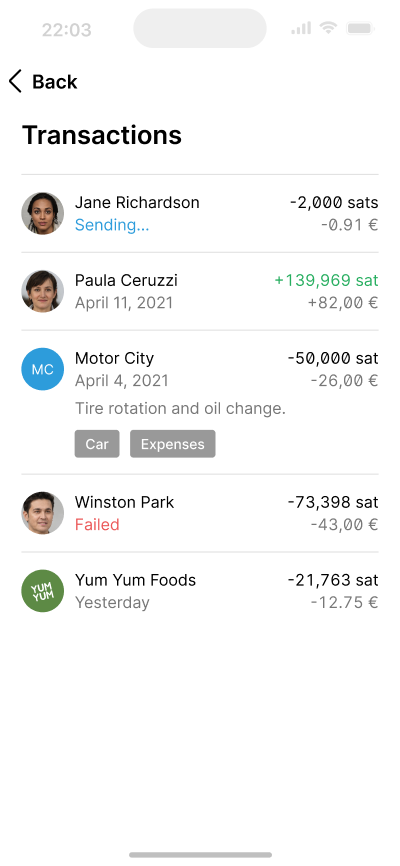 22:03
Back
Transactions
Jane Richardson -2,000 sats
Sending... -0.91 €
Paula Ceruzzi +139,969 sat
April 11, 2021 +82,00 €
MC Motor City -50,000 sat
April 4, 2021 -26,00 €
Tire rotation and oil change.
Car Expenses
Winston Park -73,398 sat
Failed -43,00 €
YUM YUM Yum Yum Foods -21,763 sat
Yesterday -12.75 €